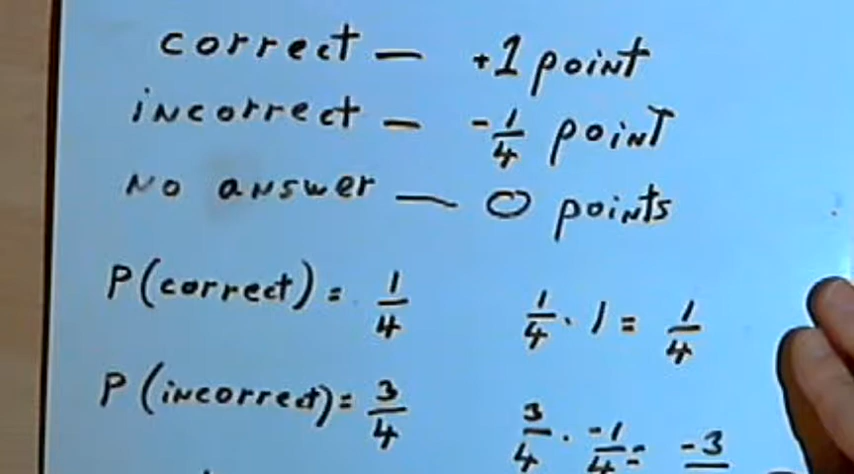 correct — +1 point
incorrect — -1/4 point
No answer — 0 points
P(correct) = 1/4 1/4 · 1 = 1/4
P(incorrect) = 3/4 3/4 · -1/4 = -3